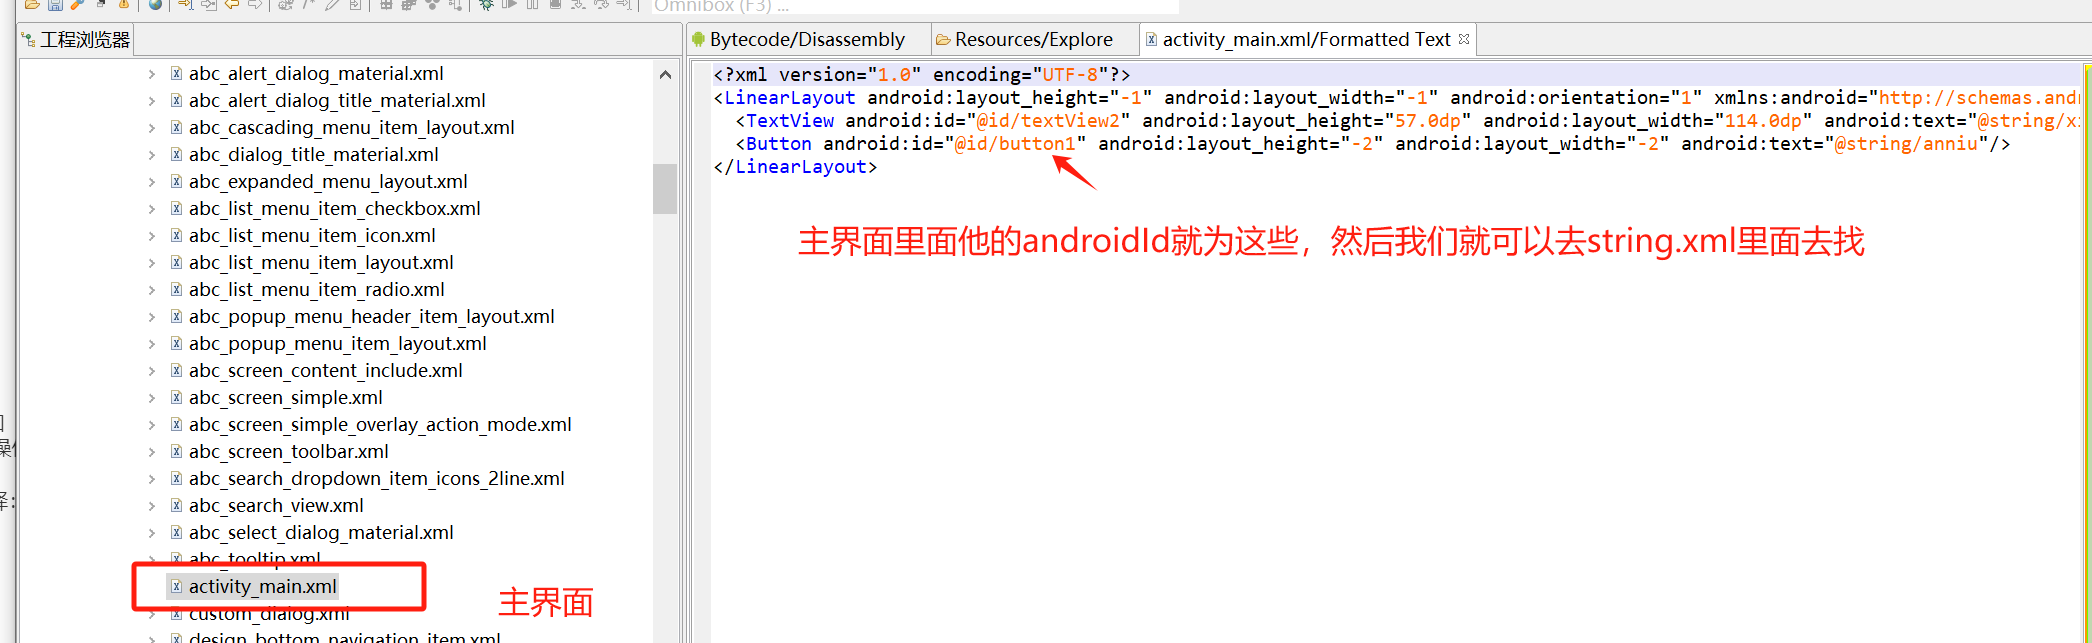 Omnibox (F3) ...
工程浏览器
Bytecode/Disassembly
Resources/Explore
activity_main.xml/Formatted Text
abc_alert_dialog_material.xml
abc_alert_dialog_title_material.xml
abc_cascading_menu_item_layout.xml
abc_dialog_title_material.xml
abc_expanded_menu_layout.xml
abc_list_menu_item_checkbox.xml
abc_list_menu_item_icon.xml
abc_list_menu_item_layout.xml
abc_list_menu_item_radio.xml
abc_popup_menu_header_item_layout.xml
abc_popup_menu_item_layout.xml
abc_screen_content_include.xml
abc_screen_simple.xml
abc_screen_simple_overlay_action_mode.xml
abc_screen_toolbar.xml
abc_search_dropdown_item_icons_2line.xml
abc_search_view.xml
abc_select_dialog_material.xml
abc_tooltip.xml
activity_main.xml
custom_dialog.xml
design_bottom_navigation_item.xml
主界面
<?xml version="1.0" encoding="UTF-8"?>
<LinearLayout android:layout_height="-1" android:layout_width="-1" android:orientation="1" xmlns:android="http://schemas.and
<TextView android:id="@id/textView2" android:layout_height="57.0dp" android:layout_width="114.0dp" android:text="@string/x
<Button android:id="@id/button1" android:layout_height="-2" android:layout_width="-2" android:text="@string/anniu"/>
</LinearLayout>
主界面里面他的androidId就为这些，然后我们就可以去string.xml里面去找